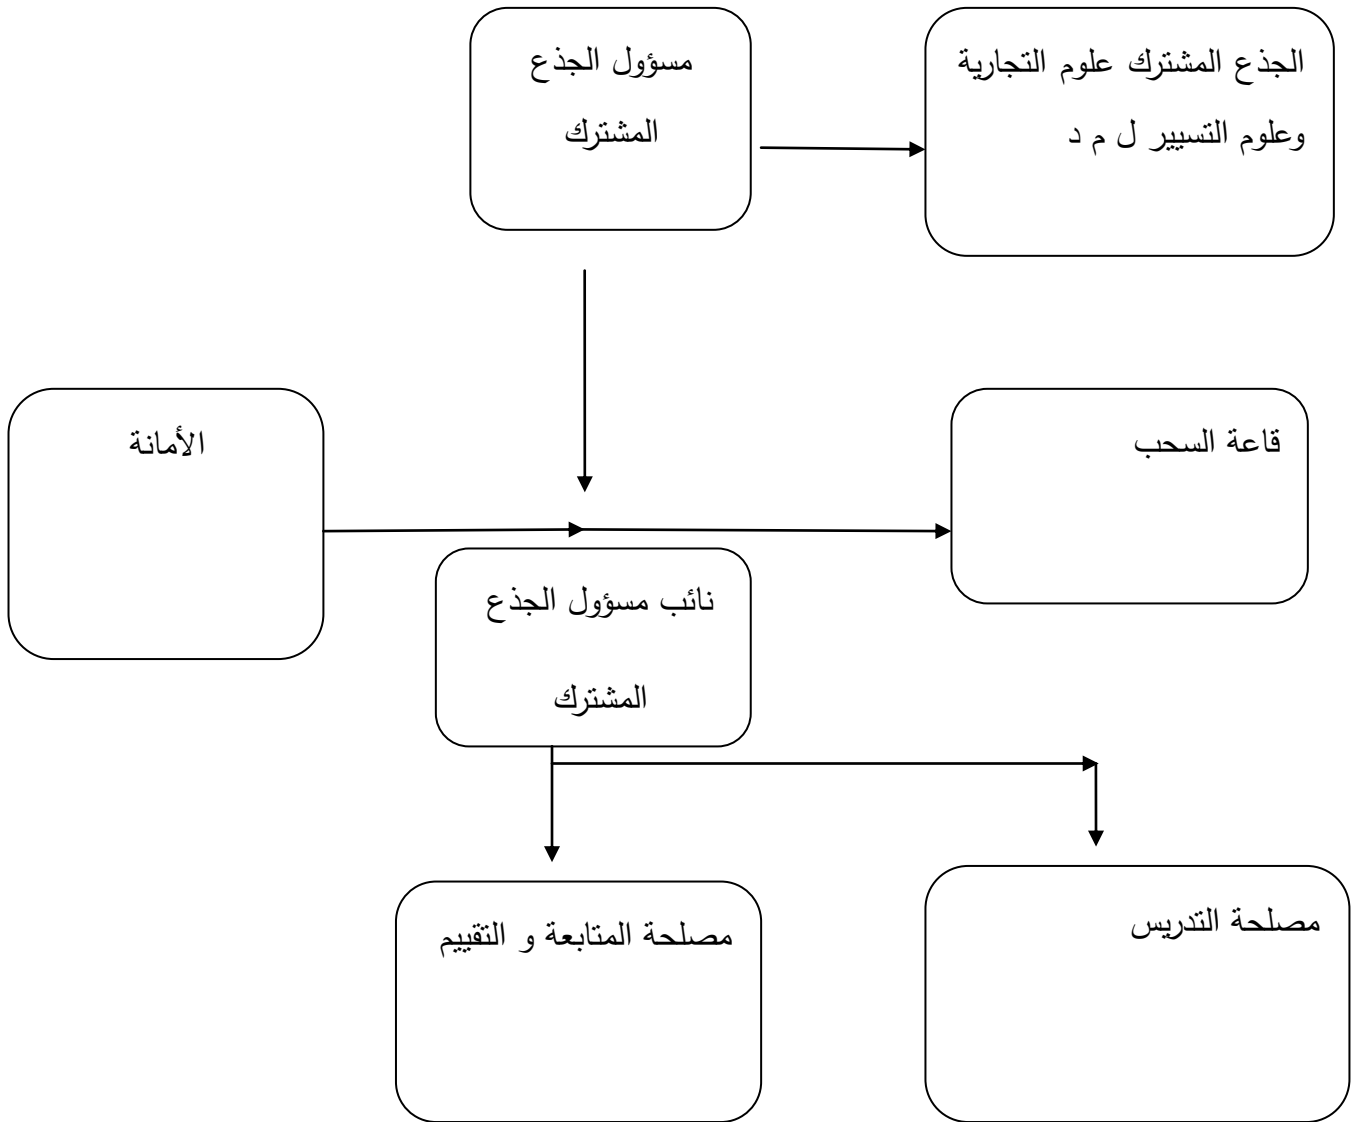 الجذع المشترك علوم التجارية
وعلوم التسيير ل م د
مسؤول الجذع
المشترك
قاعة السحب
الأمانة
نائب مسؤول الجذع
المشترك
مصلحة التدريس
مصلحة المتابعة و التقييم